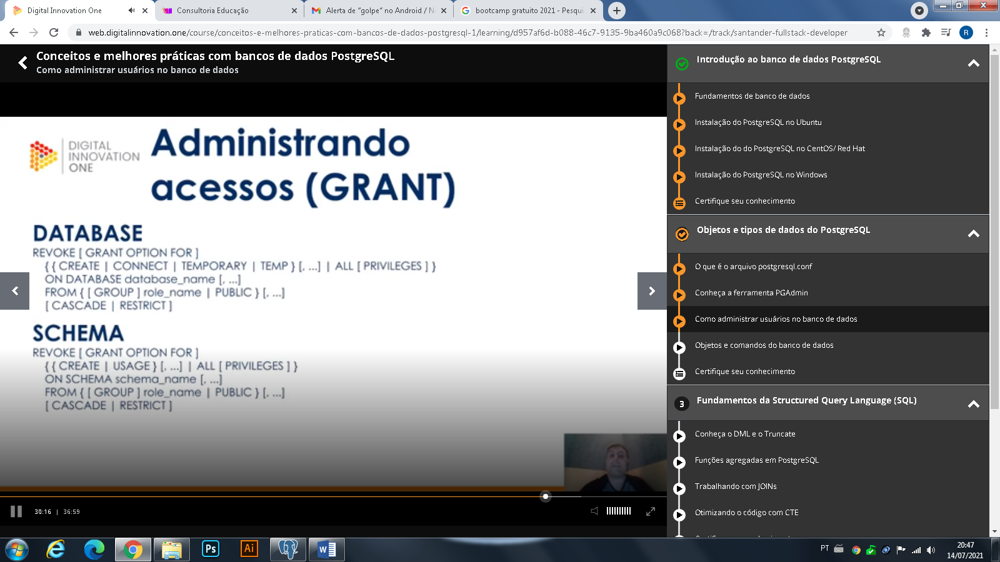 Digital Innovation One
Consultoria Educação
Alerta de "golpe" no Android / N
bootcamp gratuito 2021 - Pesqui
web.digitalinnovation.one/course/conceitos-e-melhores-praticas-com-bancos-de-dados-postgresql-1/learning/d957af6d-b088-46c7-9135-9ba460a9c068?back=/track/santander-fullstack-developer
R
Conceitos e melhores práticas com bancos de dados PostgreSQL
Como administrar usuários no banco de dados
DIGITAL
INNOVATION
ONE
Administrando
acessos (GRANT)
DATABASE
REVOKE [ GRANT OPTION FOR ]
{ { CREATE | CONNECT | TEMPORARY | TEMP } [, ...] | ALL [ PRIVILEGES ] }
ON DATABASE database_name [, ...]
FROM { [ GROUP ] role_name | PUBLIC } [, ...]
[ CASCADE | RESTRICT ]
SCHEMA
REVOKE [ GRANT OPTION FOR ]
{ { CREATE | USAGE } [, ...] | ALL [ PRIVILEGES ] }
ON SCHEMA schema_name [, ...]
FROM { [ GROUP ] role_name | PUBLIC } [, ...]
[ CASCADE | RESTRICT ]
30:16 | 36:59
Introdução ao banco de dados PostgreSQL
Fundamentos de banco de dados
Instalação do PostgreSQL no Ubuntu
Instalação do do PostgreSQL no CentOS/ Red Hat
Instalação do PostgreSQL no Windows
Certifique seu conhecimento
Objetos e tipos de dados do PostgreSQL
O que é o arquivo postgresql.conf
Conheça a ferramenta PGAdmin
Como administrar usuários no banco de dados
Objetos e comandos do banco de dados
Certifique seu conhecimento
3 Fundamentos da Structured Query Language (SQL)
Conheça o DML e o Truncate
Funções agregadas em PostgreSQL
Trabalhando com JOINs
Otimizando o código com CTE
Ps
Ai
PT
20:47
14/07/2021